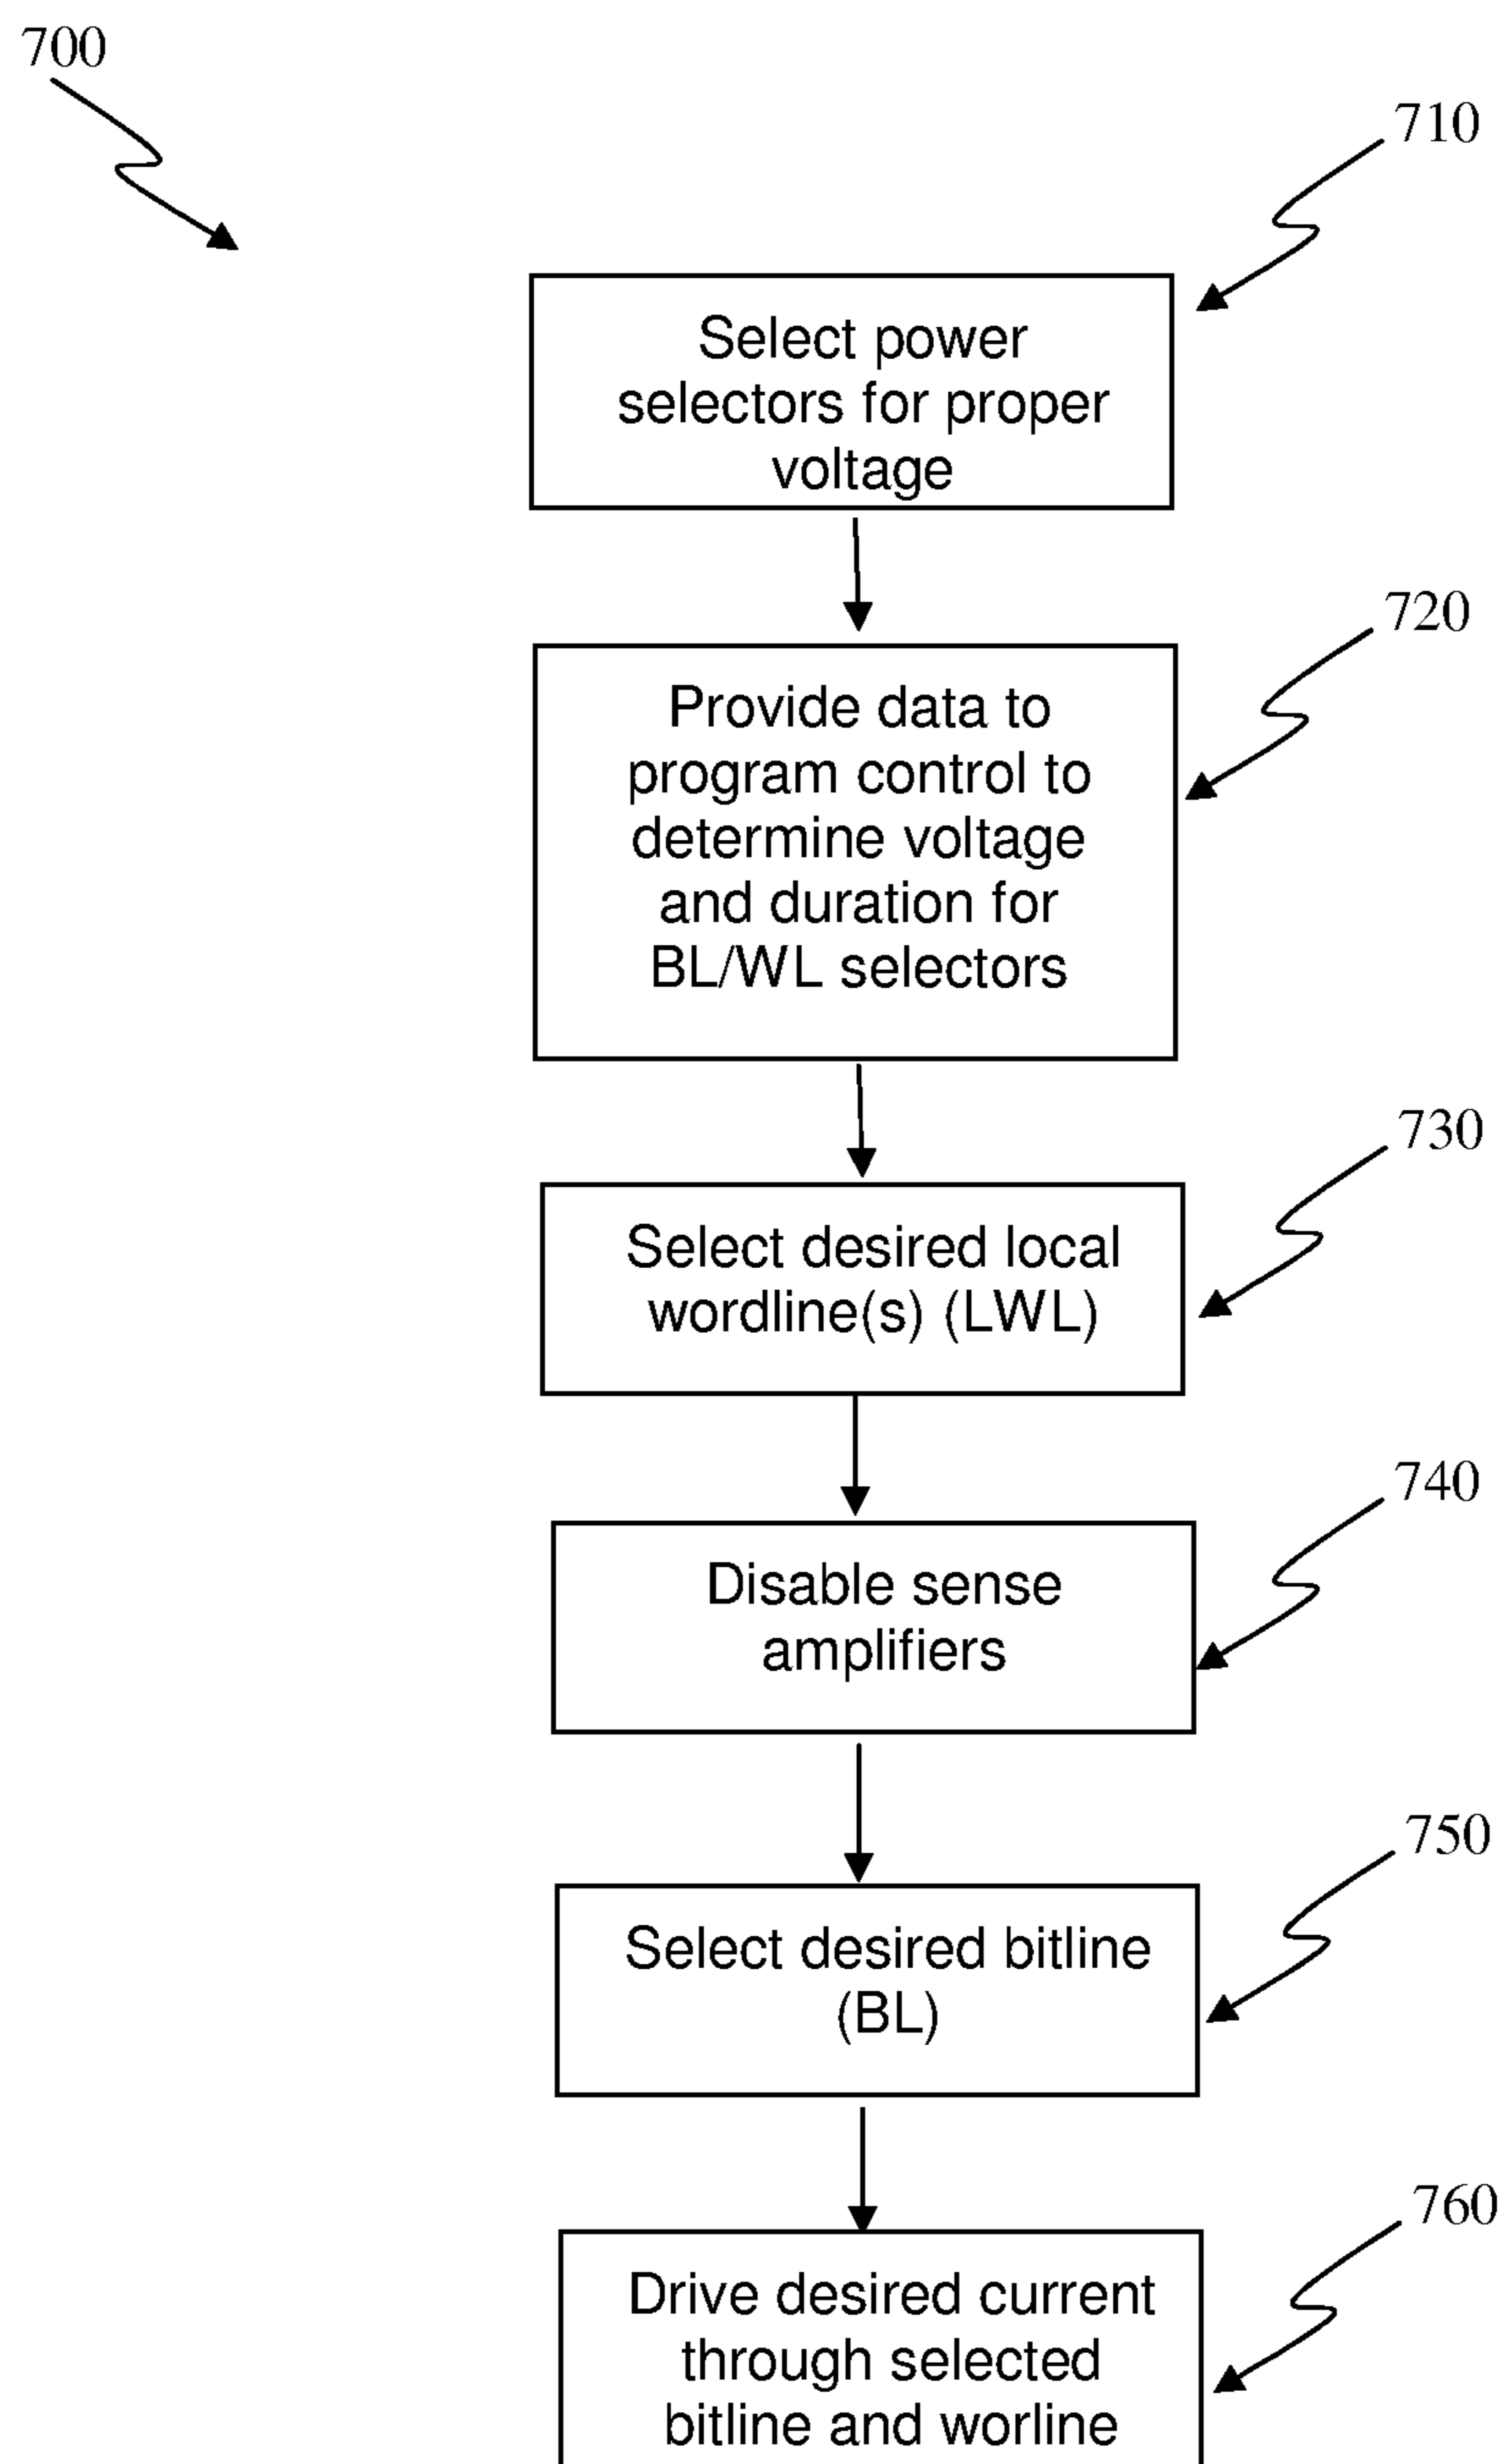 700
710
Select power
selectors for proper
voltage
720
Provide data to
program control to
determine voltage
and duration for
BL/WL selectors
730
Select desired local
wordline(s) (LWL)
740
Disable sense
amplifiers
750
Select desired bitline
(BL)
760
Drive desired current
through selected
bitline and worline